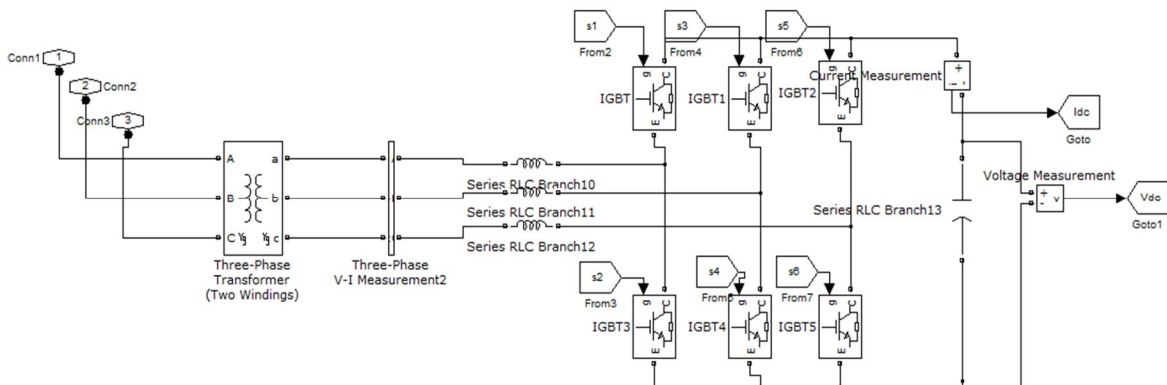 s1
s3
s5
From2
From4
From6
Conn1
1
2
Conn2
Conn3
3
g
C
E
IGBT
g
C
E
IGBT1
g
C
E
IGBT2
Current Measurement
+
-
Idc
Goto
A
a
B
b
C
Yg
Yg
c
Three-Phase
Transformer
(Two Windings)
Three-Phase
V-I Measurement2
Series RLC Branch10
Series RLC Branch11
Series RLC Branch12
Series RLC Branch13
Voltage Measurement
+
-
v
Vdc
Goto1
s2
s4
s6
From3
From7
g
C
E
IGBT3
g
C
E
IGBT4
g
C
E
IGBT5